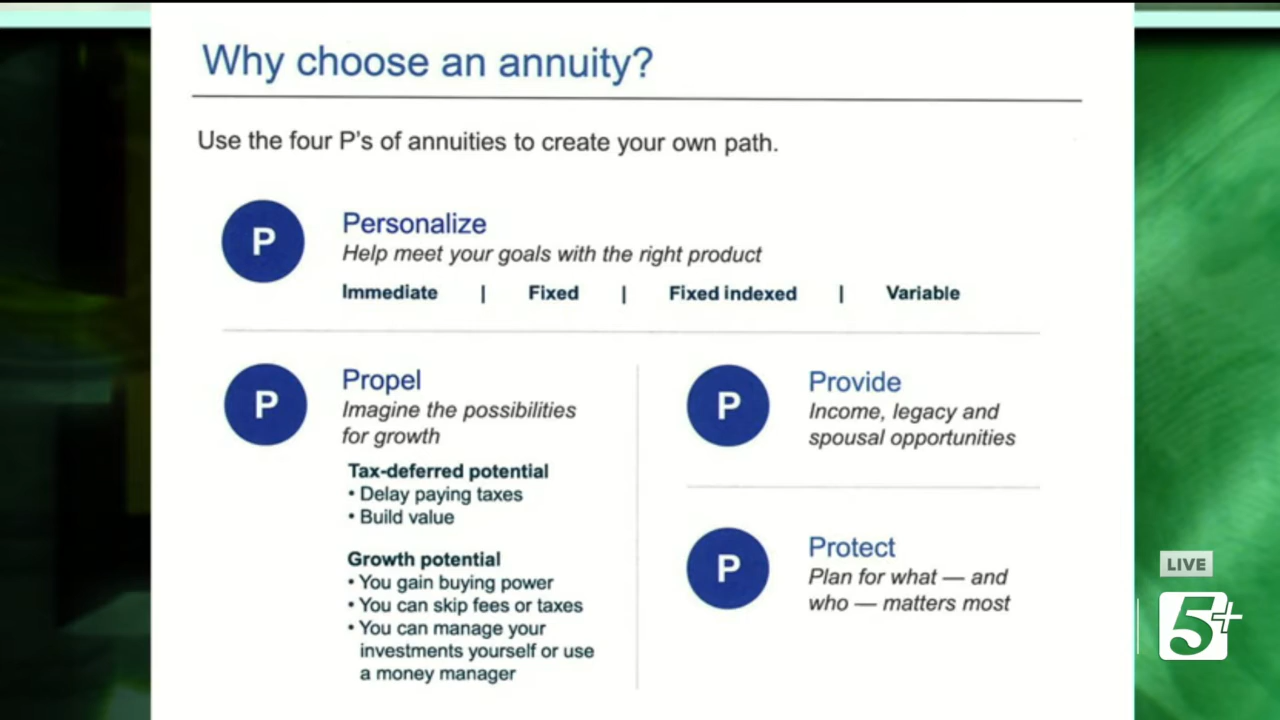 Why choose an annuity?
Use the four P's of annuities to create your own path.
P
Personalize
Help meet your goals with the right product
Immediate | Fixed | Fixed indexed | Variable
P
Propel
Imagine the possibilities
for growth
Tax-deferred potential
• Delay paying taxes
• Build value
Growth potential
• You gain buying power
• You can skip fees or taxes
• You can manage your
investments yourself or use
a money manager
P
Provide
Income, legacy and
spousal opportunities
P
Protect
Plan for what — and
who — matters most
LIVE
5+